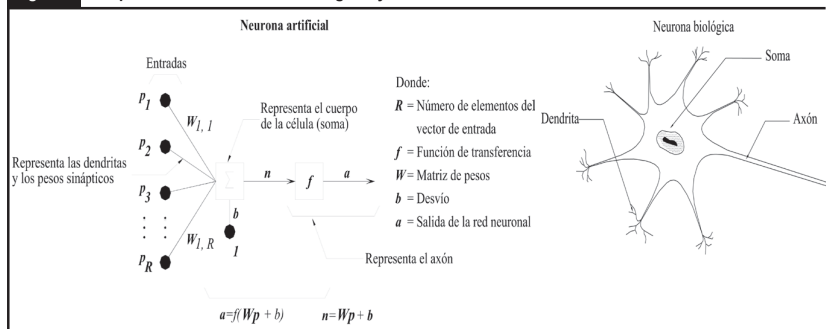 Neurona artificial
Entradas
p1
p2
p3
pR
W1, 1
W1, R
Representa las dendritas
y los pesos sinápticos
Representa el cuerpo
de la célula (soma)
Σ
n
f
a
b
1
Representa el axón
a=f(Wp + b)
n=Wp + b
Donde:
R = Número de elementos del
vector de entrada
f = Función de transferencia
W = Matriz de pesos
b = Desvío
a = Salida de la red neuronal
Neurona biológica
Soma
Dendrita
Axón